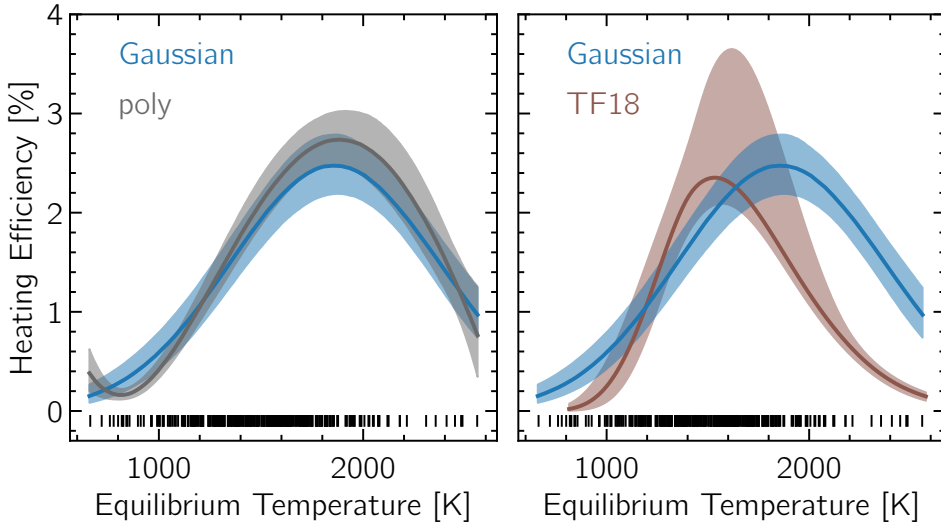 Heating Efficiency [%]
4
3
2
1
0
Gaussian
poly
1000
2000
Equilibrium Temperature [K]
Gaussian
TF18
1000
2000
Equilibrium Temperature [K]